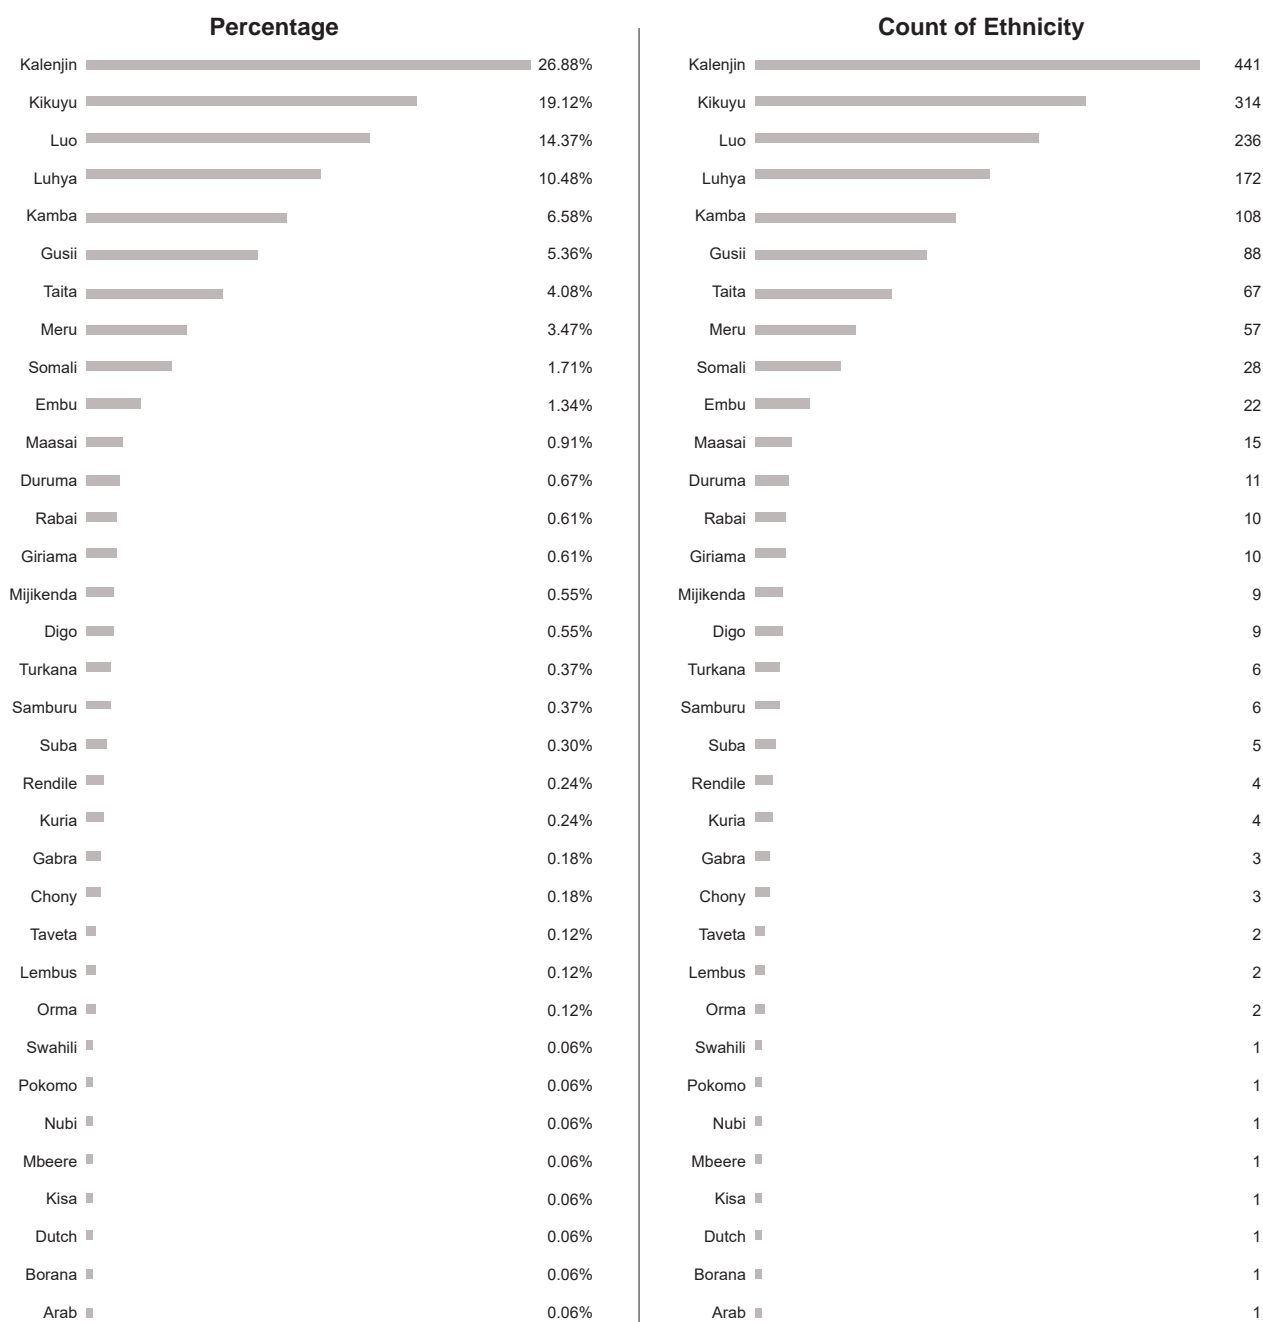 Percentage
Kalenjin 26.88%
Kikuyu 19.12%
Luo 14.37%
Luhya 10.48%
Kamba 6.58%
Gusii 5.36%
Taita 4.08%
Meru 3.47%
Somali 1.71%
Embu 1.34%
Maasai 0.91%
Duruma 0.67%
Rabai 0.61%
Giriama 0.61%
Mijikenda 0.55%
Digo 0.55%
Turkana 0.37%
Samburu 0.37%
Suba 0.30%
Rendile 0.24%
Kuria 0.24%
Gabra 0.18%
Chony 0.18%
Taveta 0.12%
Lembus 0.12%
Orma 0.12%
Swahili 0.06%
Pokomo 0.06%
Nubi 0.06%
Mbeere 0.06%
Kisa 0.06%
Dutch 0.06%
Borana 0.06%
Arab 0.06%
Count of Ethnicity
Kalenjin 441
Kikuyu 314
Luo 236
Luhya 172
Kamba 108
Gusii 88
Taita 67
Meru 57
Somali 28
Embu 22
Maasai 15
Duruma 11
Rabai 10
Giriama 10
Mijikenda 9
Digo 9
Turkana 6
Samburu 6
Suba 5
Rendile 4
Kuria 4
Gabra 3
Chony 3
Taveta 2
Lembus 2
Orma 2
Swahili 1
Pokomo 1
Nubi 1
Mbeere 1
Kisa 1
Dutch 1
Borana 1
Arab 1